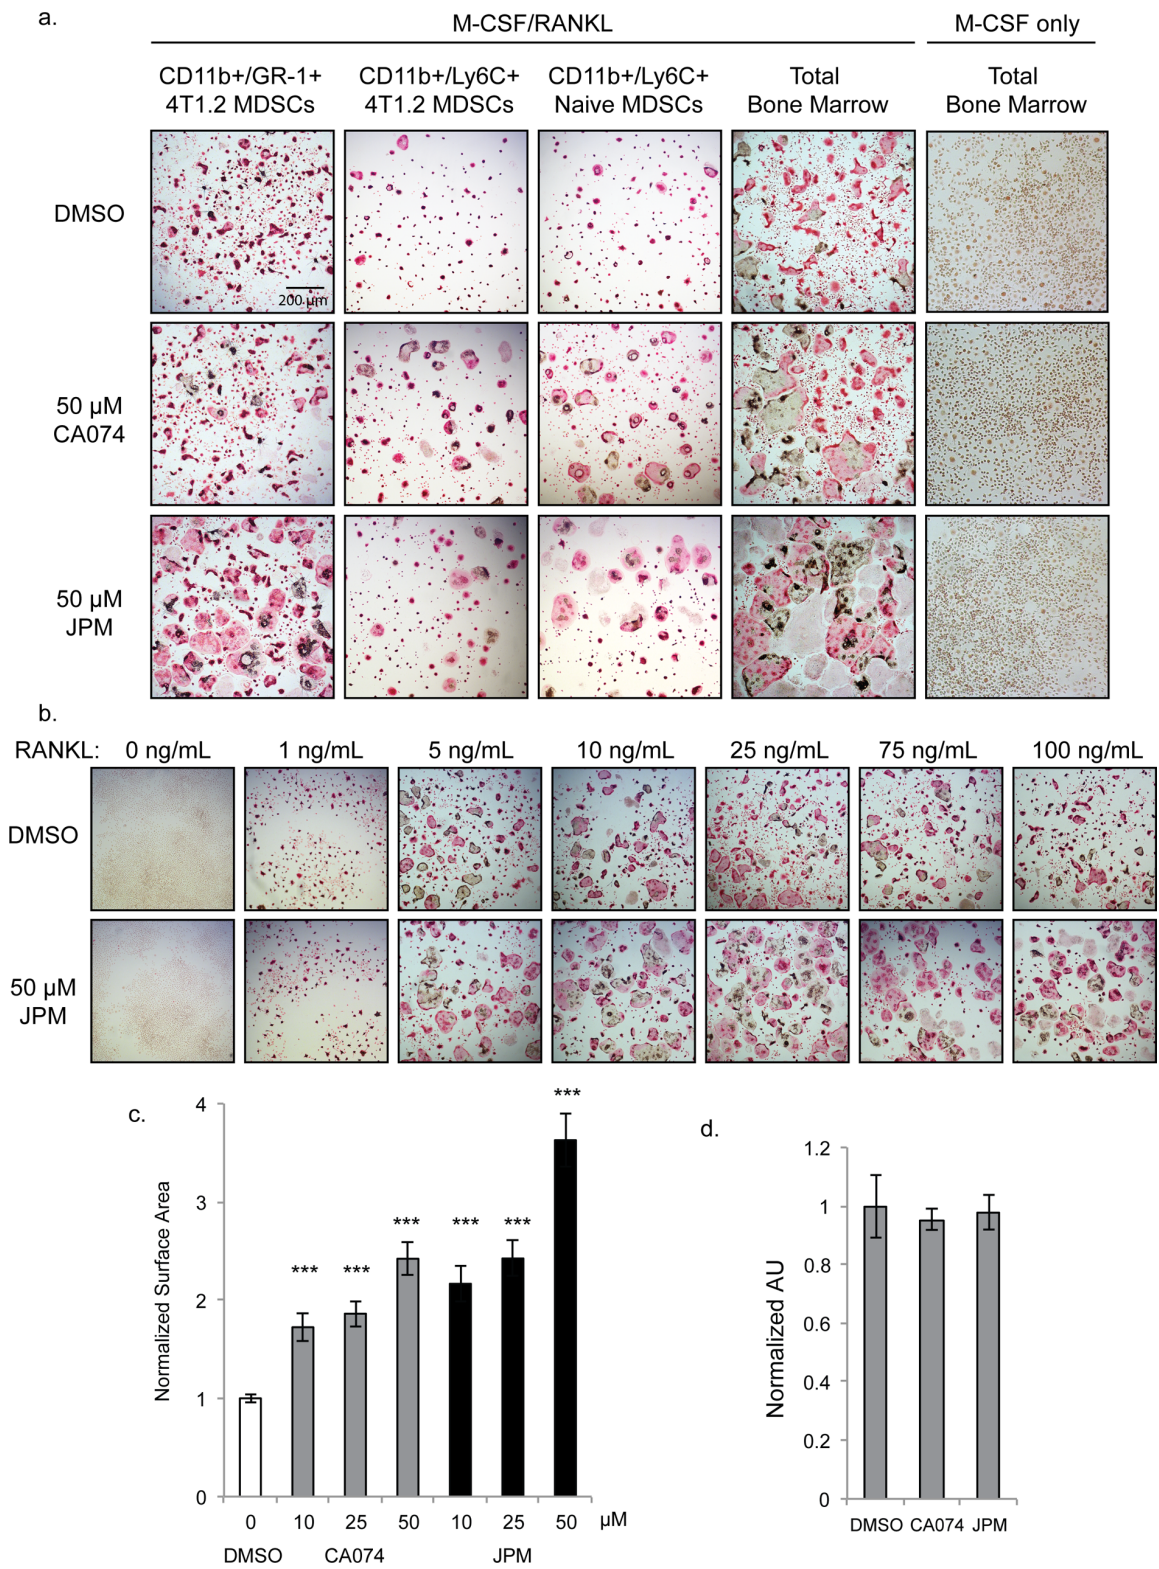 a.
M-CSF/RANKL
M-CSF only
CD11b+/GR-1+
4T1.2 MDSCs
CD11b+/Ly6C+
4T1.2 MDSCs
CD11b+/Ly6C+
Naive MDSCs
Total
Bone Marrow
Total
Bone Marrow
DMSO
200 µm
50 µM
CA074
50 µM
JPM
b.
RANKL: 0 ng/mL 1 ng/mL 5 ng/mL 10 ng/mL 25 ng/mL 75 ng/mL 100 ng/mL
DMSO
50 µM
JPM
c.
Normalized Surface Area
4
3
2
1
0
***
***
***
***
***
***
0 10 25 50 10 25 50 µM
DMSO CA074 JPM
d.
Normalized AU
1.2
1
0.8
0.6
0.4
0.2
0
DMSO CA074 JPM